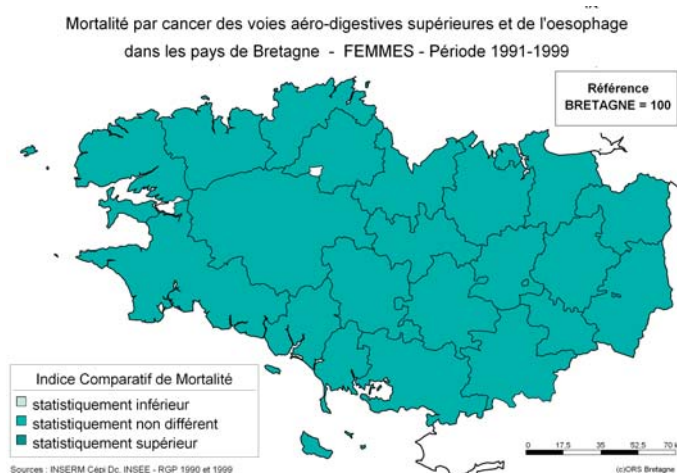 Mortalité par cancer des voies aéro-digestives supérieures et de l'oesophage
dans les pays de Bretagne - FEMMES - Période 1991-1999
Référence
BRETAGNE = 100
Indice Comparatif de Mortalité
statistiquement inférieur
statistiquement non différent
statistiquement supérieur
0 17,5 35 52,5 70
Sources : INSERM Cépi Dc, INSEE - RGP 1990 et 1999
(c)ORS Bretagne